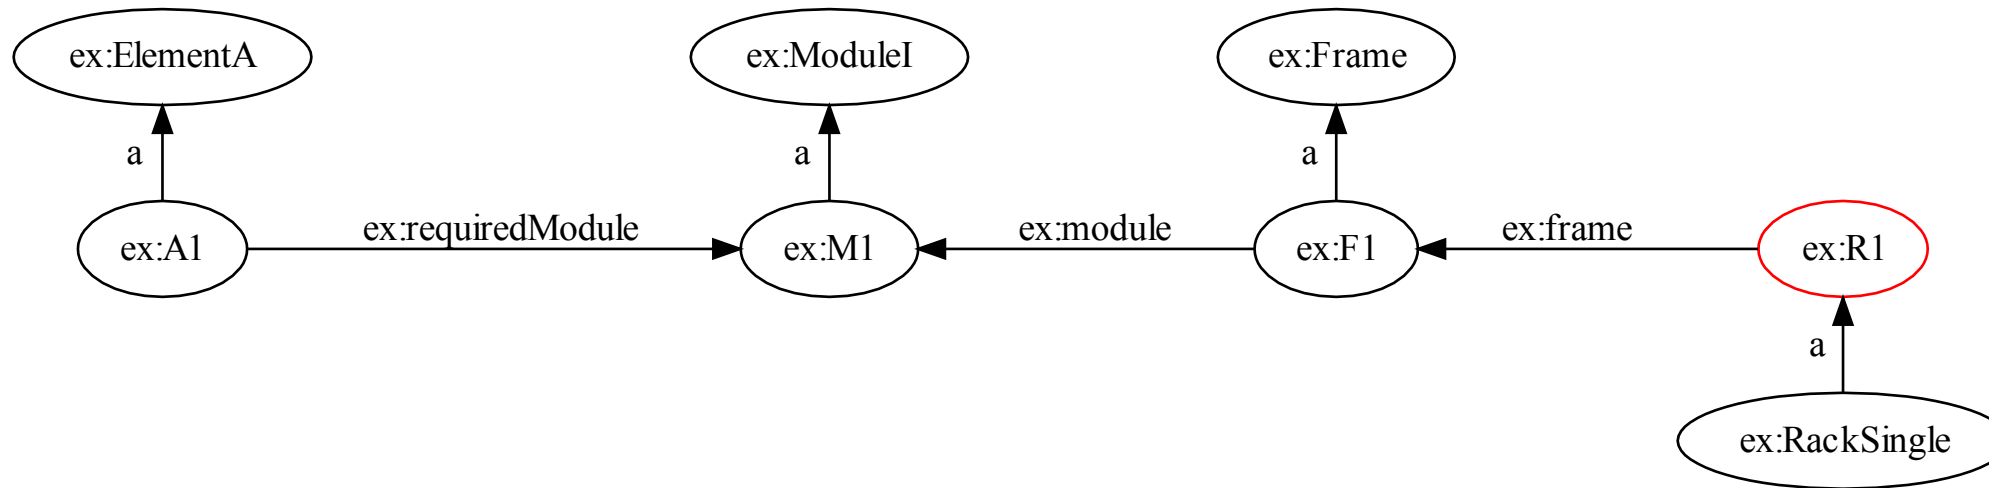 ex:ElementA
ex:ModuleI
ex:Frame
a
a
a
ex:A1
ex:requiredModule
ex:M1
ex:module
ex:F1
ex:frame
ex:R1
a
ex:RackSingle